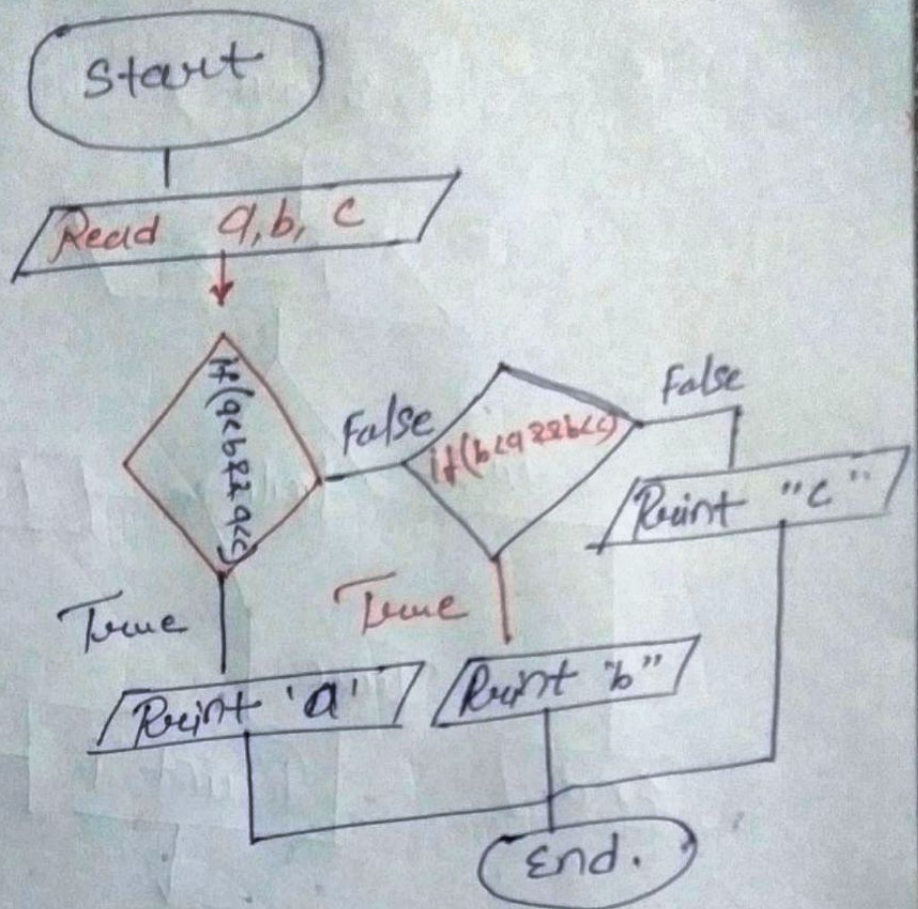 Start
Read a, b, c
if(a<b && a<c)
False
if(b<a && b<c)
False
Print "c"
True
True
Print 'a'
Print "b"
End.